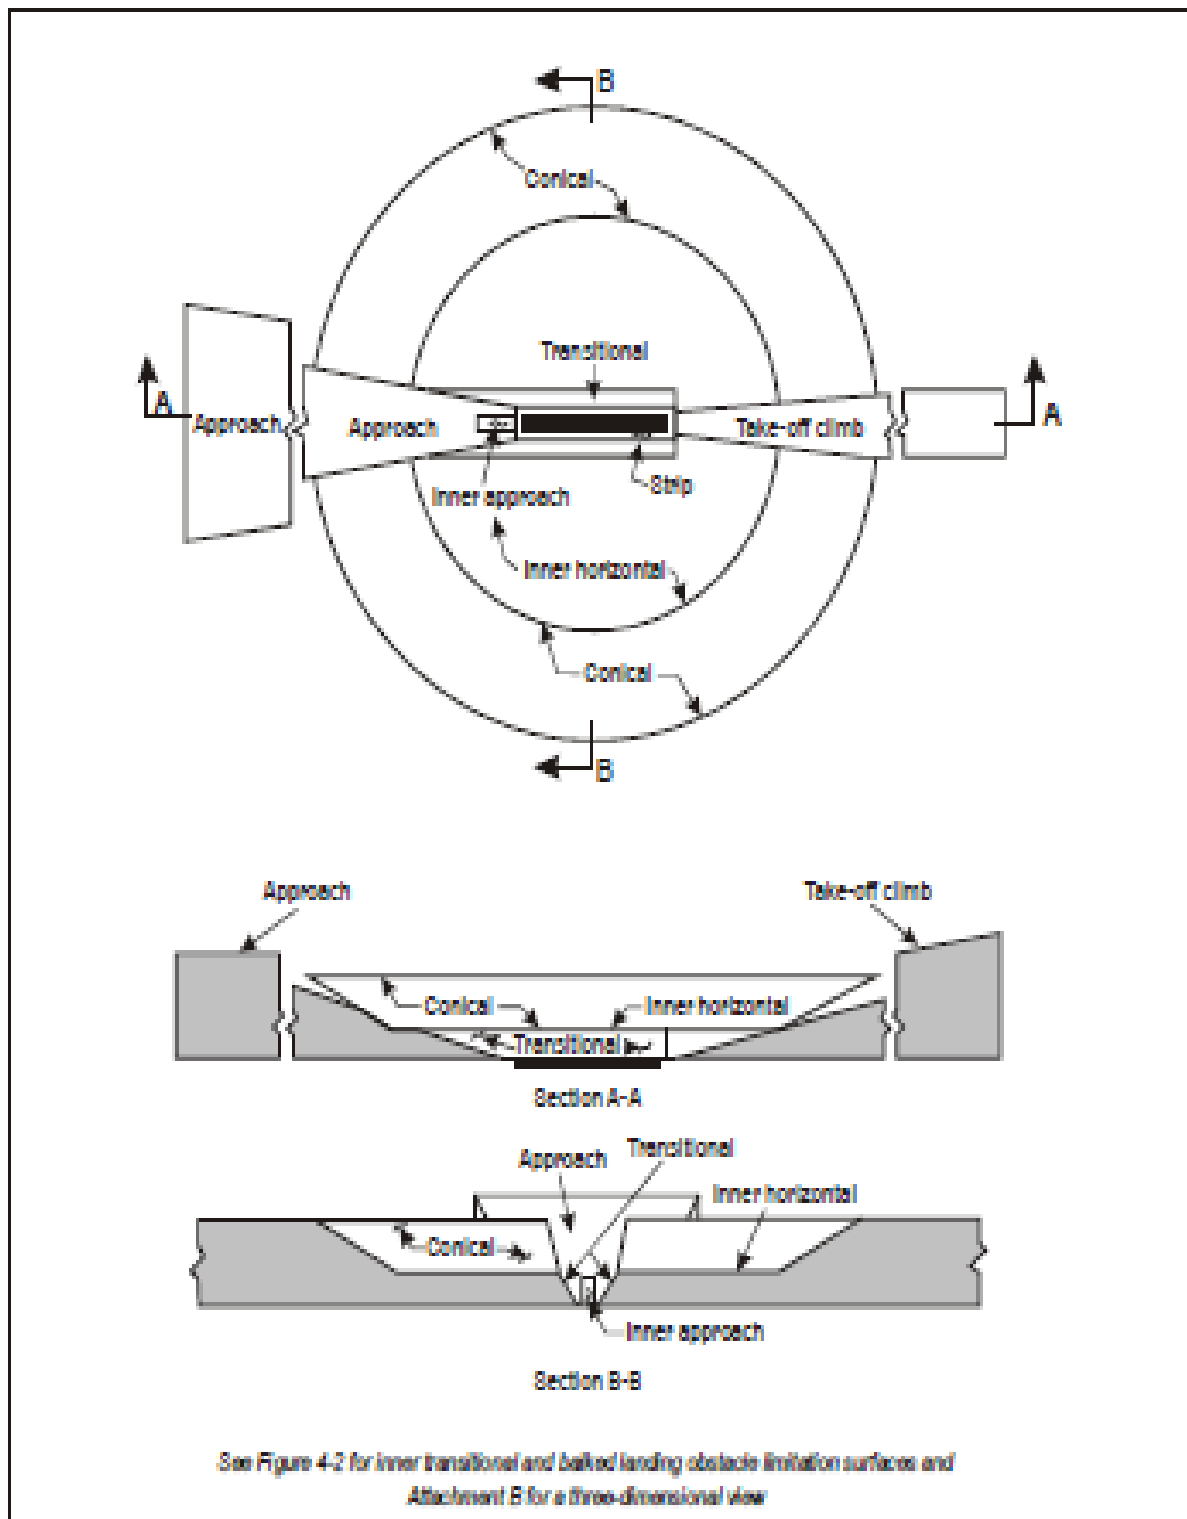 B
Conical
Transitional
A
A
Approach
Approach
Take-off climb
Inner approach
Strip
Inner horizontal
Conical
B
Approach
Take-off climb
Conical
Inner horizontal
Transitional
Section A-A
Transitional
Approach
Inner horizontal
Conical
Inner approach
Section B-B
See Figure 4-2 for inner transitional and balked landing obstacle limitation surfaces and
Attachment B for a three-dimensional view